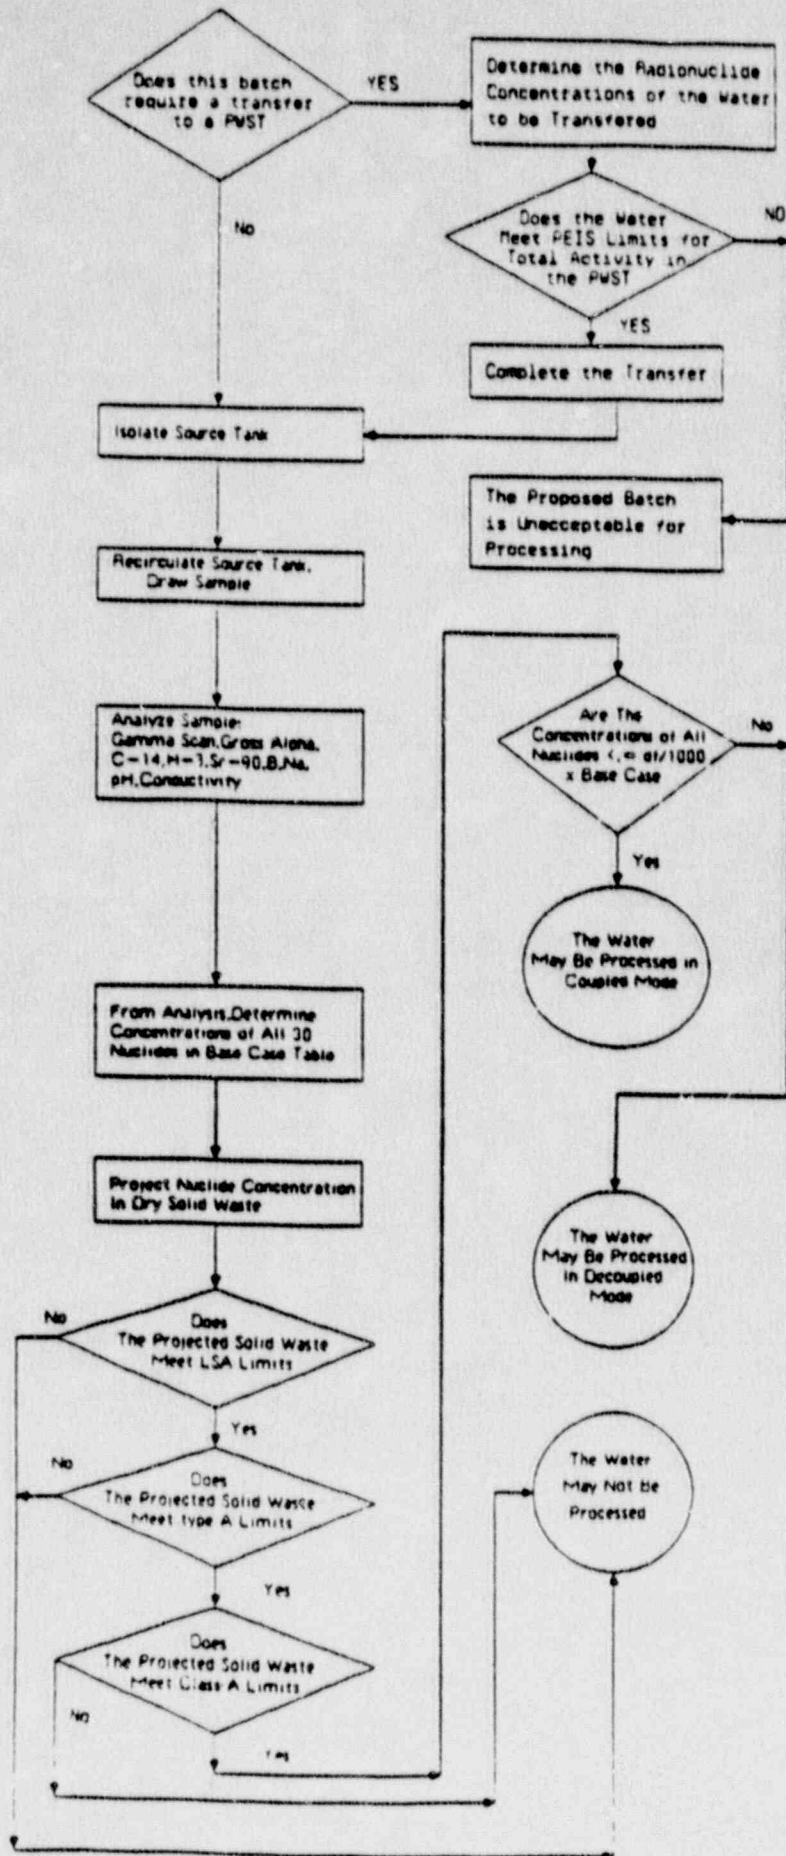 Does this batch
require a transfer
to a PWST
YES
Determine the Radionuclide
Concentrations of the Water
to be Transfered
No
Does the Water
Meet PEIS Limits for
Total Activity in
the PWST
NO
YES
Complete the Transfer
Isolate Source Tank
The Proposed Batch
is Unacceptable for
Processing
Recirculate Source Tank,
Draw Sample
Analyze Sample:
Gamma Scan,Gross Alpha,
C-14,H-3,Sr-90,B,Na,
pH,Conductivity
Are The
Concentrations of All
Nuclides <,= df/1000
x Base Case
No
Yes
The Water
May Be Processed in
Coupled Mode
From Analysis,Determine
Concentrations of All 30
Nuclides in Base Case Table
Project Nuclide Concentration
in Dry Solid Waste
The Water
May Be Processed
in Decoupled
Mode
No
Does
The Projected Solid Waste
Meet LSA Limits
Yes
No
Does
The Projected Solid Waste
Meet type A Limits
The Water
May Not be
Processed
Yes
Does
The Projected Solid Waste
Meet Class A Limits
No
Yes